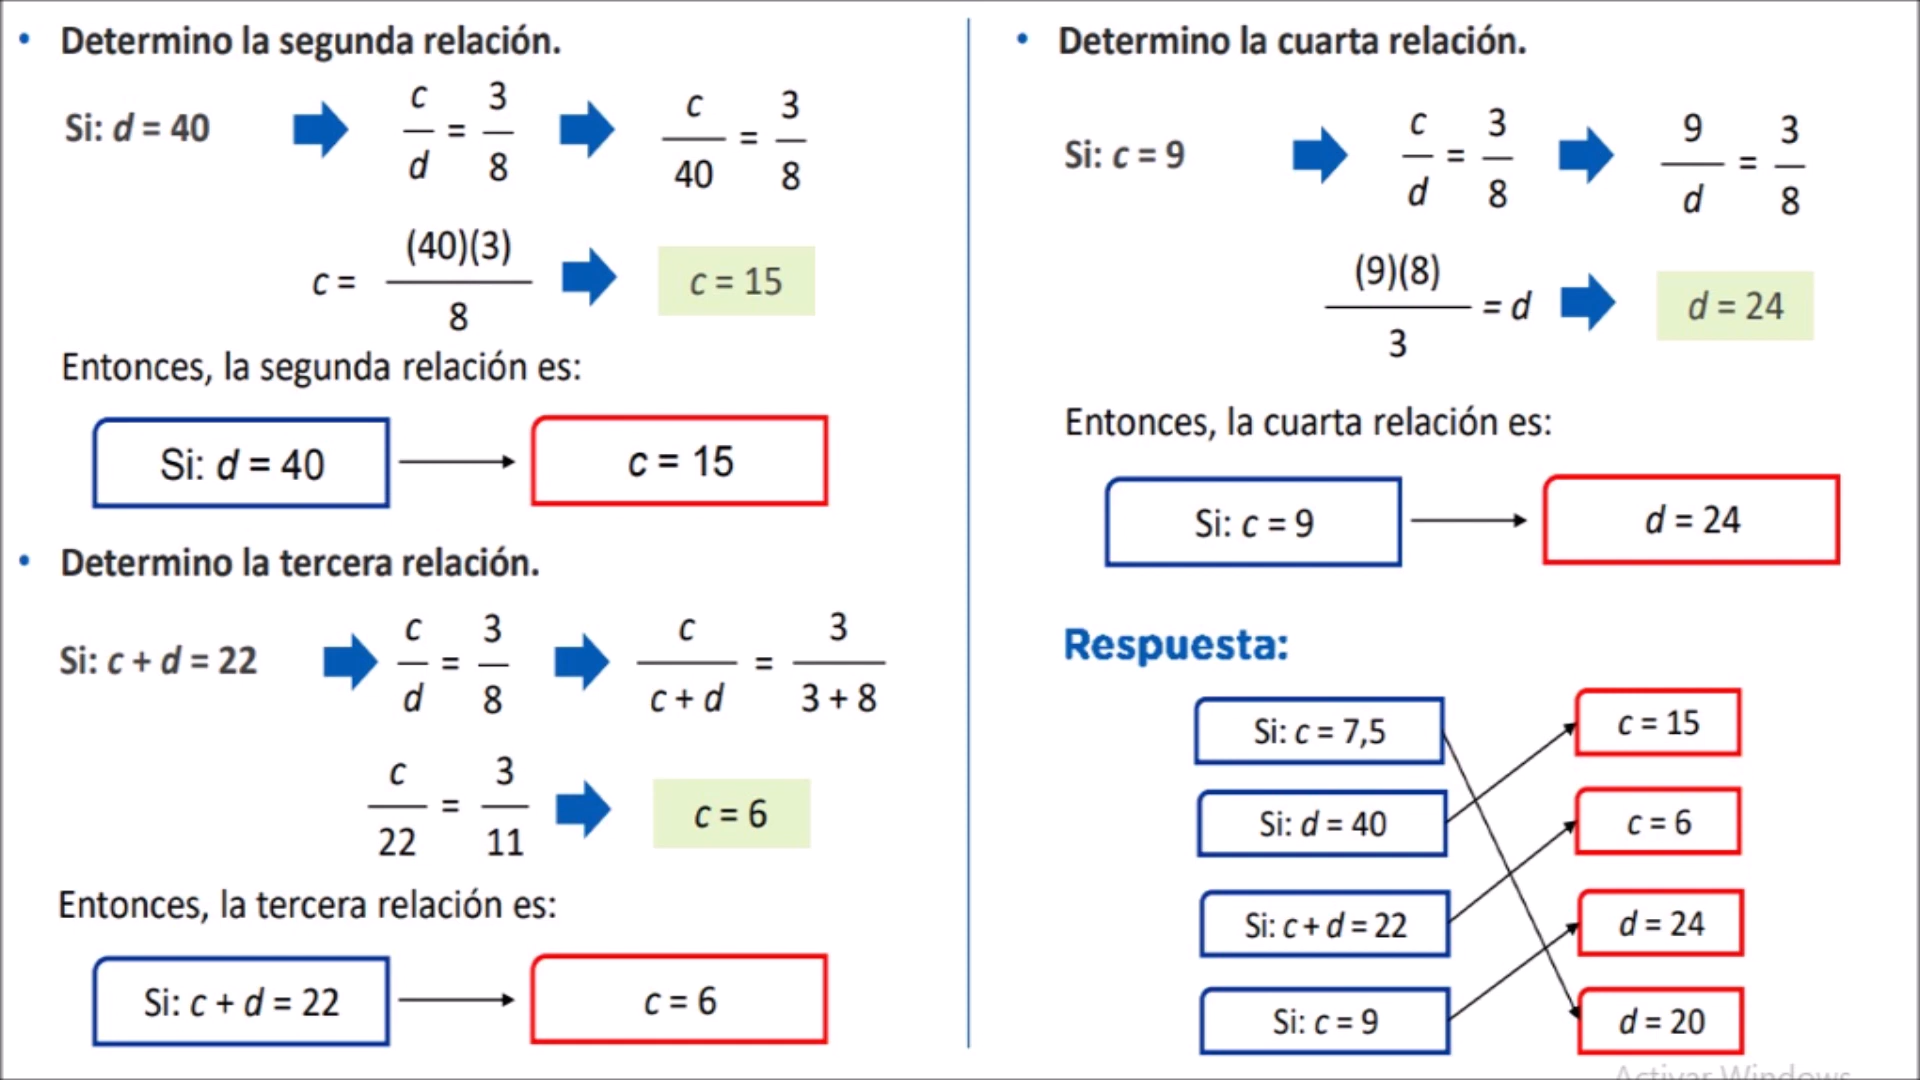 • Determino la segunda relación.
Si: d = 40
c/d = 3/8
c/40 = 3/8
c = (40)(3)/8
c = 15
Entonces, la segunda relación es:
Si: d = 40
c = 15
• Determino la tercera relación.
Si: c + d = 22
c/d = 3/8
c/c + d = 3/3 + 8
c/22 = 3/11
c = 6
Entonces, la tercera relación es:
Si: c + d = 22
c = 6
• Determino la cuarta relación.
Si: c = 9
c/d = 3/8
9/d = 3/8
(9)(8)/3 = d
d = 24
Entonces, la cuarta relación es:
Si: c = 9
d = 24
Respuesta:
Si: c = 7,5
c = 15
Si: d = 40
c = 6
Si: c + d = 22
d = 24
Si: c = 9
d = 20
Activar Windows